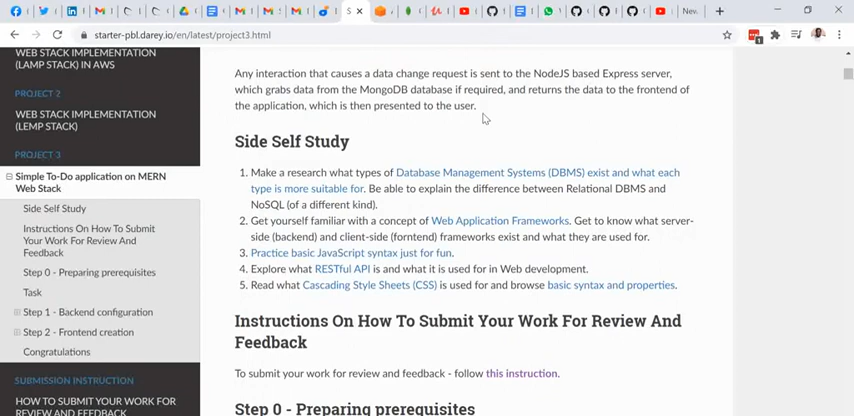 starter-pbl.darey.io/en/latest/project3.html
WEB STACK IMPLEMENTATION
(LAMP STACK) IN AWS
PROJECT 2
WEB STACK IMPLEMENTATION
(LEMP STACK)
PROJECT 3
Simple To-Do application on MERN
Web Stack
Side Self Study
Instructions On How To Submit
Your Work For Review And
Feedback
Step 0 - Preparing prerequisites
Task
Step 1 - Backend configuration
Step 2 - Frontend creation
Congratulations
SUBMISSION INSTRUCTION
HOW TO SUBMIT YOUR WORK FOR
REVIEW AND FEEDBACK
Any interaction that causes a data change request is sent to the NodeJS based Express server,
which grabs data from the MongoDB database if required, and returns the data to the frontend of
the application, which is then presented to the user.
Side Self Study
1. Make a research what types of Database Management Systems (DBMS) exist and what each
type is more suitable for. Be able to explain the difference between Relational DBMS and
NoSQL (of a different kind).
2. Get yourself familiar with a concept of Web Application Frameworks. Get to know what server-
side (backend) and client-side (forntend) frameworks exist and what they are used for.
3. Practice basic JavaScript syntax just for fun.
4. Explore what RESTful API is and what it is used for in Web development.
5. Read what Cascading Style Sheets (CSS) is used for and browse basic syntax and properties.
Instructions On How To Submit Your Work For Review And
Feedback
To submit your work for review and feedback - follow this instruction.
Step 0 - Preparing prerequisites